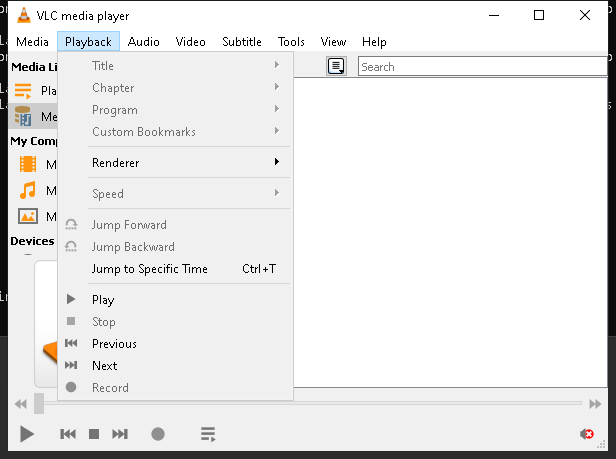 VLC media player
Media Playback Audio Video Subtitle Tools View Help
Media Li
Search
Pla
Me
My Comp
M
M
M
Devices
Title
Chapter
Program
Custom Bookmarks
Renderer
Speed
Jump Forward
Jump Backward
Jump to Specific Time Ctrl+T
Play
Stop
Previous
Next
Record